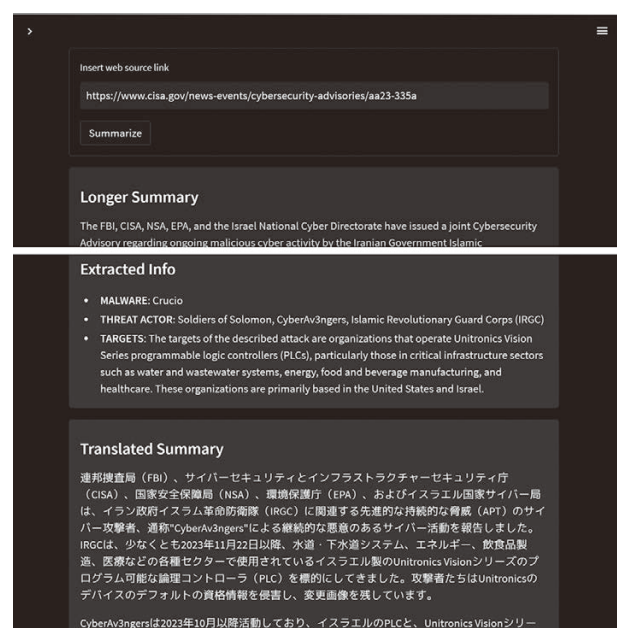 Insert web source link
https://www.cisa.gov/news-events/cybersecurity-advisories/aa23-335a
Summarize
Longer Summary
The FBI, CISA, NSA, EPA, and the Israel National Cyber Directorate have issued a joint Cybersecurity
Advisory regarding ongoing malicious cyber activity by the Iranian Government Islamic
Extracted Info
• MALWARE: Crucio
• THREAT ACTOR: Soldiers of Solomon, CyberAv3ngers, Islamic Revolutionary Guard Corps (IRGC)
• TARGETS: The targets of the described attack are organizations that operate Unitronics Vision
Series programmable logic controllers (PLCs), particularly those in critical infrastructure sectors
such as water and wastewater systems, energy, food and beverage manufacturing, and
healthcare. These organizations are primarily based in the United States and Israel.
Translated Summary
連邦捜査局（FBI）、サイバーセキュリティとインフラストラクチャーセキュリティ庁
（CISA）、国家安全保障局（NSA）、環境保護庁（EPA）、およびイスラエル国家サイバー局
は、イラン政府イスラム革命防衛隊（IRGC）に関連する先進的な持続的な脅威（APT）のサイ
バー攻撃者、通称"CyberAv3ngers"による継続的な悪意のあるサイバー活動を報告しました。
IRGCは、少なくとも2023年11月22日以降、水道・下水道システム、エネルギー、飲食品製
造、医療などの各種セクターで使用されているイスラエル製のUnitronics Visionシリーズのプ
ログラム可能な論理コントローラ（PLC）を標的にしてきました。攻撃者たちはUnitronicsの
デバイスのデフォルトの資格情報を侵害し、変更画像を残しています。
CyberAv3ngersは2023年10月以降活動しており、イスラエルのPLCと、Unitronics Visionシリー